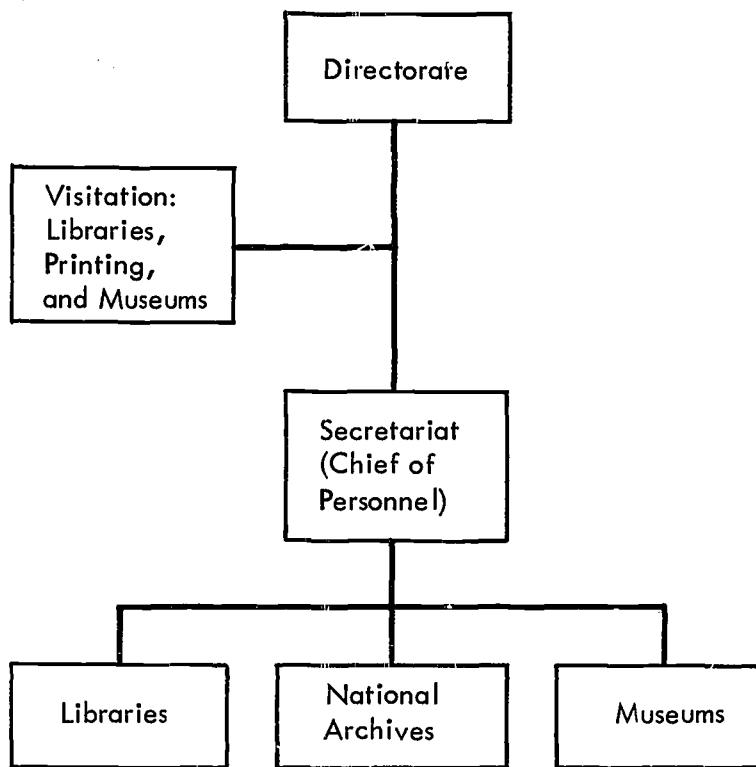 Directorate
Visitation:
Libraries,
Printing,
and Museums
Secretariat
(Chief of
Personnel)
Libraries
National
Archives
Museums